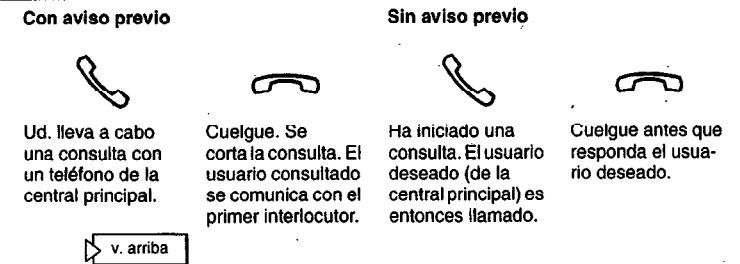 Con aviso previo
Sin aviso previo
Ud. lleva a cabo
una consulta con
un teléfono de la
central principal.
Cuelgue. Se
corta la consulta. El
usuario consultado
se comunica con el
primer interlocutor.
Ha iniciado una
consulta. El usuario
deseado (de la
central principal) es
entonces llamado.
Cuelgue antes que
responda el usua-
rio deseado.
v. arriba